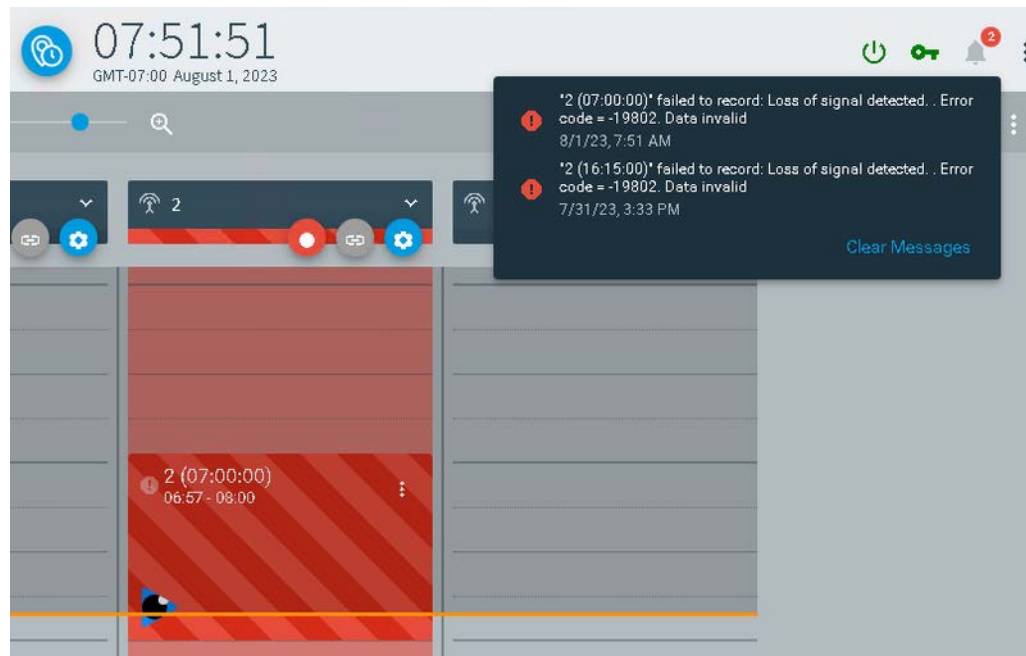 07:51:51
GMT-07:00 August 1, 2023
2
"2 (07:00:00)" failed to record: Loss of signal detected. . Error
code = -19802. Data invalid
8/1/23, 7:51 AM
"2 (16:15:00)" failed to record: Loss of signal detected. . Error
code = -19802. Data invalid
7/31/23, 3:33 PM
Clear Messages
2
2 (07:00:00)
06:57 - 08:00